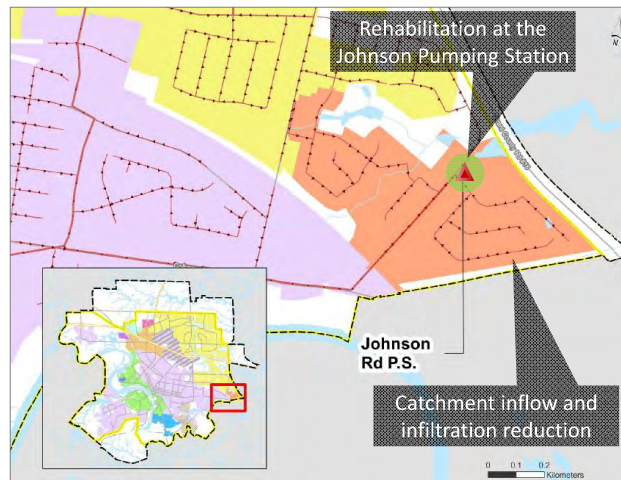 Rehabilitation at the
Johnson Pumping Station
N
Johnson
Rd P.S.
Catchment inflow and
infiltration reduction
0 0.1 0.2
Kilometers